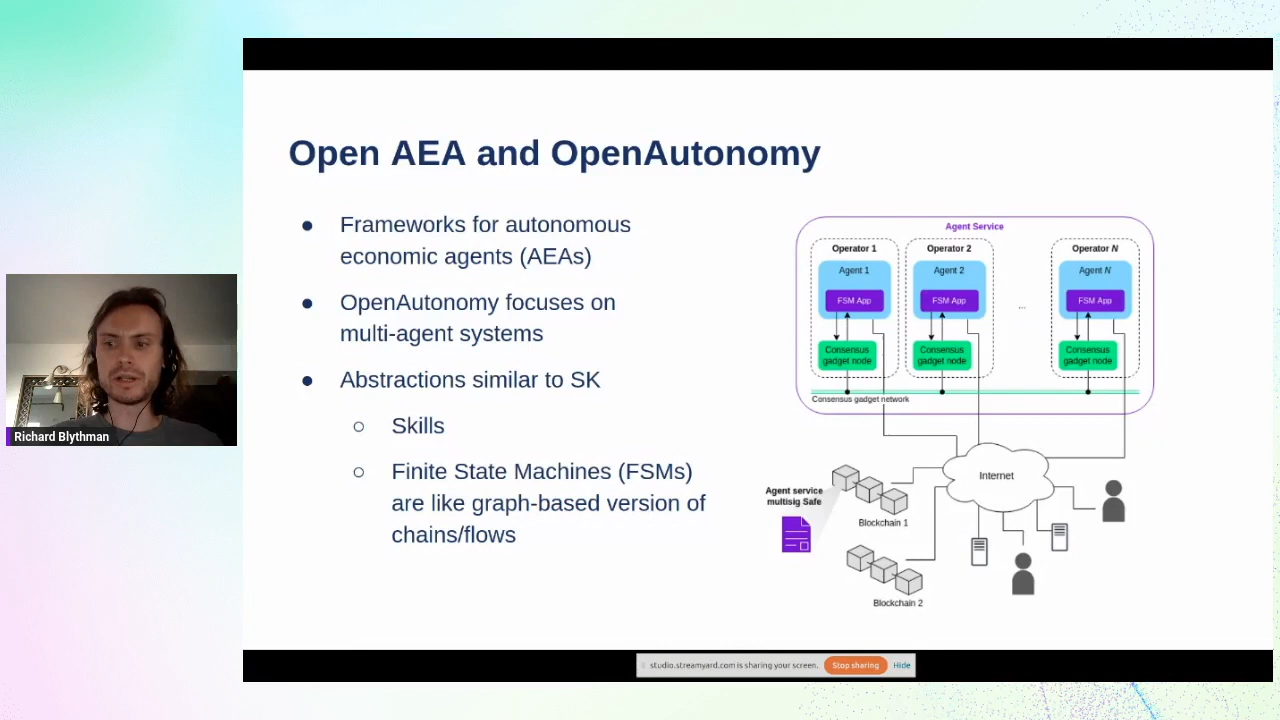 Open AEA and OpenAutonomy
● Frameworks for autonomous
economic agents (AEAs)
● OpenAutonomy focuses on
multi-agent systems
● Abstractions similar to SK
○ Skills
○ Finite State Machines (FSMs)
are like graph-based version of
chains/flows
Agent Service
Operator 1
Operator 2
Operator N
Agent 1
Agent 2
Agent N
FSM App
FSM App
...
FSM App
Consensus
gadget node
Consensus
gadget node
Consensus
gadget node
Consensus gadget network
Internet
Agent service
multisig Safe
Blockchain 1
Blockchain 2
Richard Blythman
studio.streamyard.com is sharing your screen.
Stop sharing
Hide